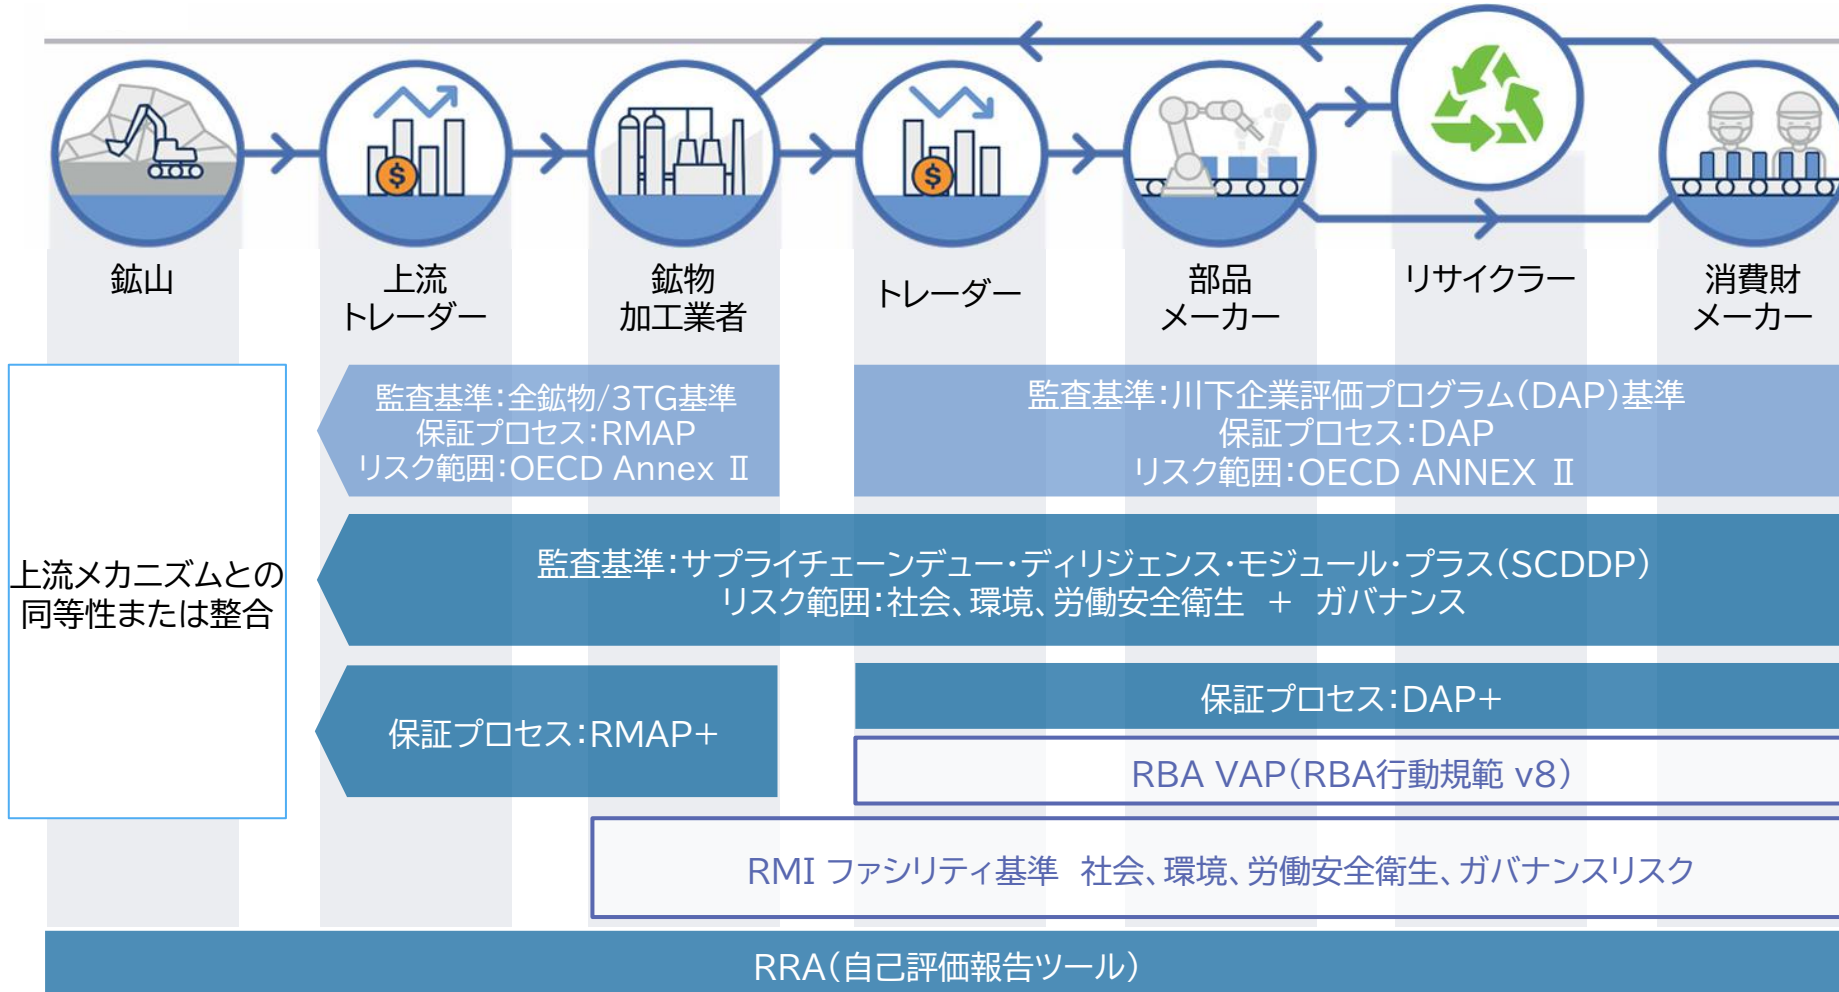 鉱山
上流
トレーダー
鉱物
加工業者
トレーダー
部品
メーカー
リサイクラー
消費財
メーカー
監査基準：全鉱物/3TG基準
保証プロセス：RMAP
リスク範囲：OECD Annex Ⅱ
監査基準：川下企業評価プログラム（DAP）基準
保証プロセス：DAP
リスク範囲：OECD ANNEX Ⅱ
上流メカニズムとの
同等性または整合
監査基準：サプライチェーンデュー・ディリジェンス・モジュール・プラス（SCDDP）
リスク範囲：社会、環境、労働安全衛生 ＋ ガバナンス
保証プロセス：RMAP+
保証プロセス：DAP+
RBA VAP（RBA行動規範 v8）
RMI ファシリティ基準 社会、環境、労働安全衛生、ガバナンスリスク
RRA（自己評価報告ツール）
$
$